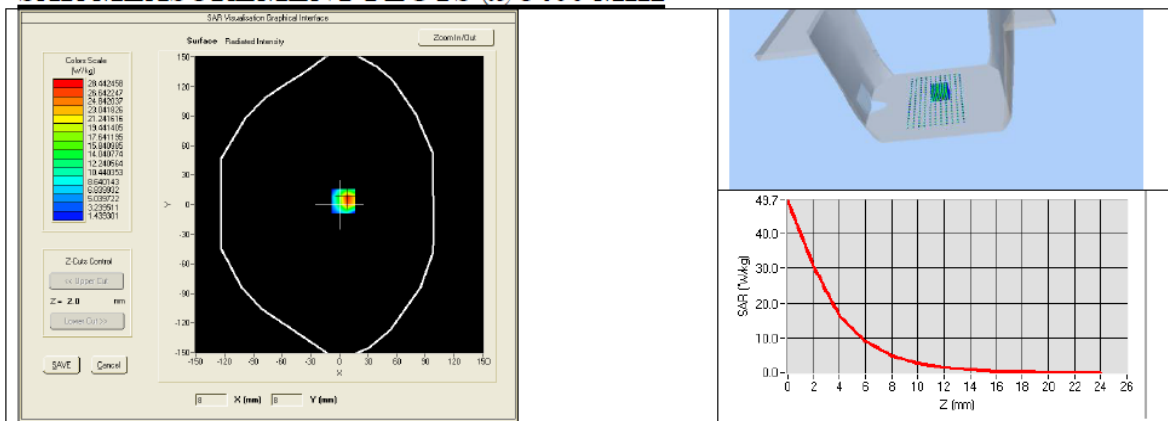 SAR Visualisation Graphical Interface
Surface Radiated Intensity
Zoom In/Out
Colors Scale
(W/kg)
28.442458
26.642247
24.842037
23.041826
21.241616
19.441405
17.641195
15.840985
14.040774
12.240564
10.440353
8.640143
6.839932
5.039722
3.239511
1.439301
Z-Cuts Control
<< Upper Cut
Z = 2.0 mm
Lower Cut >>
SAVE Cancel
150
120
90
60
30
0
-30
-60
-90
-120
-150
Y
-150 -120 -90 -60 -30 0 30 60 90 120 150
X
8 X (mm) 8 Y (mm)
49.7
40.0
30.0
20.0
10.0
0.0
SAR (W/kg)
0 2 4 6 8 10 12 14 16 18 20 22 24 26
Z (mm)